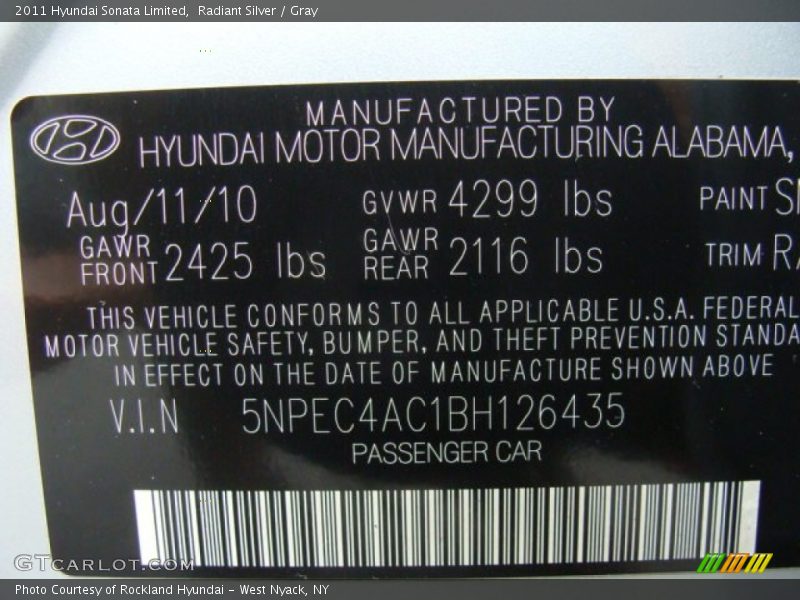 2011 Hyundai Sonata Limited,  Radiant Silver / Gray
MANUFACTURED BY
HYUNDAI MOTOR MANUFACTURING ALABAMA,
Aug/11/10 GVWR 4299 lbs PAINT
GAWR FRONT 2425 lbs GAWR REAR 2116 lbs TRIM
THIS VEHICLE CONFORMS TO ALL APPLICABLE U.S.A. FEDERAL
MOTOR VEHICLE SAFETY, BUMPER, AND THEFT PREVENTION STANDA
IN EFFECT ON THE DATE OF MANUFACTURE SHOWN ABOVE
V.I.N 5NPEC4AC1BH126435
PASSENGER CAR
GTCARLOT.COM
Photo Courtesy of Rockland Hyundai - West Nyack, NY